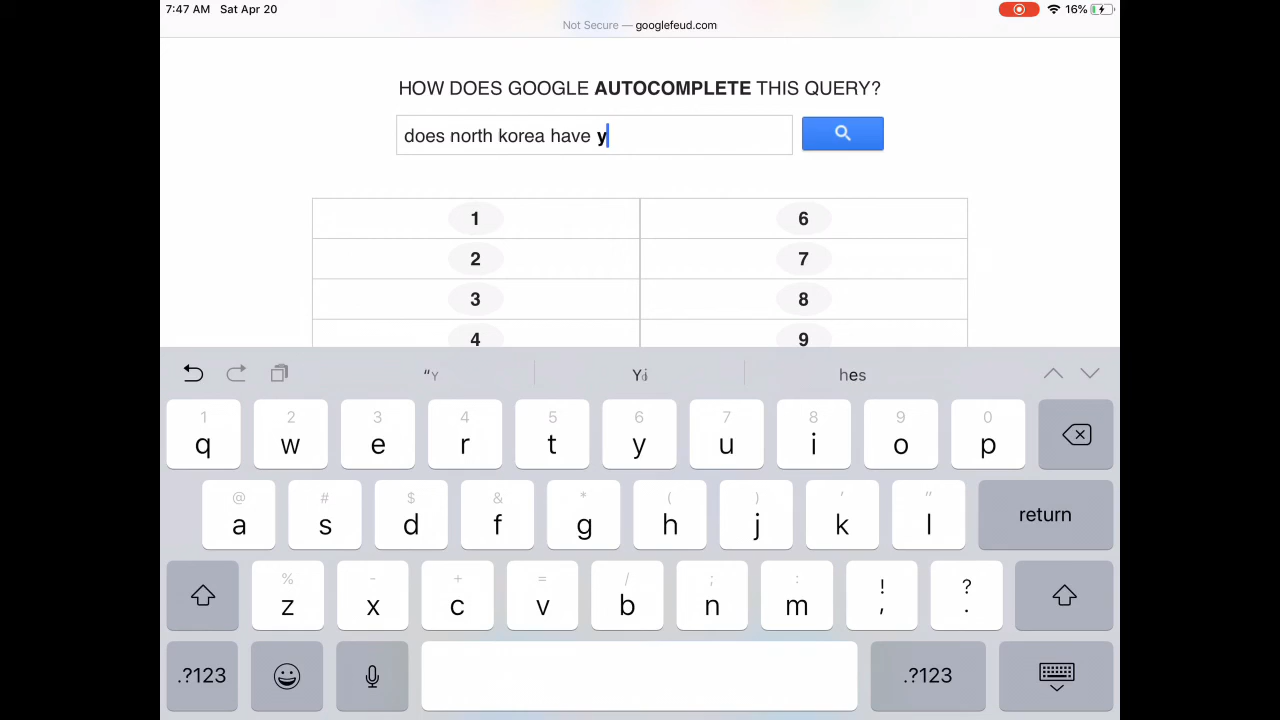 7:47 AM Sat Apr 20 16%
Not Secure — googlefeud.com
HOW DOES GOOGLE AUTOCOMPLETE THIS QUERY?
does north korea have y
1 6
2 7
3 8
4 9
hes
1 2 3 4 5 6 7 8 9 0
q w e r t y u i o p
@ # $ & * ( ) ' "
a s d f g h j k l return
% - + = / ; : ! ?
z x c v b n m , .
.?123 .?123